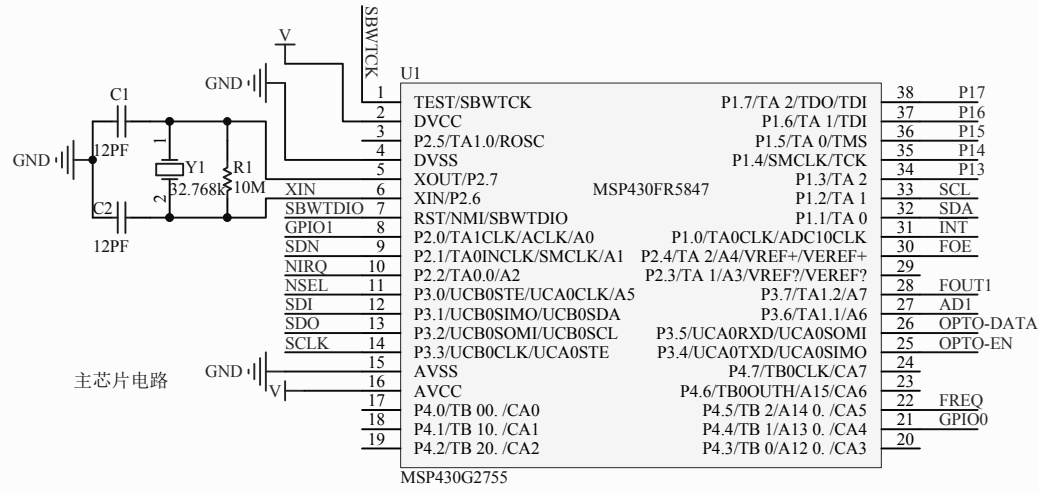 SBWTCK
V
GND
U1
C1
12PF
GND
1
Y1
32.768k
2
R1
10M
C2
12PF
XIN
SBWTDIO
GPIO1
SDN
NIRQ
NSEL
SDI
SDO
SCLK
GND
V
主芯片电路
1 TEST/SBWTCK
2 DVCC
3 P2.5/TA1.0/ROSC
4 DVSS
5 XOUT/P2.7
6 XIN/P2.6
7 RST/NMI/SBWTDIO
8 P2.0/TA1CLK/ACLK/A0
9 P2.1/TA0INCLK/SMCLK/A1
10 P2.2/TA0.0/A2
11 P3.0/UCB0STE/UCA0CLK/A5
12 P3.1/UCB0SIMO/UCB0SDA
13 P3.2/UCB0SOMI/UCB0SCL
14 P3.3/UCB0CLK/UCA0STE
15 AVSS
16 AVCC
17 P4.0/TB 00. /CA0
18 P4.1/TB 10. /CA1
19 P4.2/TB 20. /CA2
MSP430FR5847
P1.7/TA 2/TDO/TDI 38 P17
P1.6/TA 1/TDI 37 P16
P1.5/TA 0/TMS 36 P15
P1.4/SMCLK/TCK 35 P14
P1.3/TA 2 34 P13
P1.2/TA 1 33 SCL
P1.1/TA 0 32 SDA
P1.0/TA0CLK/ADC10CLK 31 INT
P2.4/TA 2/A4/VREF+/VEREF+ 30 FOE
P2.3/TA 1/A3/VREF?/VEREF? 29
P3.7/TA1.2/A7 28 FOUT1
P3.6/TA1.1/A6 27 AD1
P3.5/UCA0RXD/UCA0SOMI 26 OPTO-DATA
P3.4/UCA0TXD/UCA0SIMO 25 OPTO-EN
P4.7/TB0CLK/CA7 24
P4.6/TB0OUTH/A15/CA6 23
P4.5/TB 2/A14 0. /CA5 22 FREQ
P4.4/TB 1/A13 0. /CA4 21 GPIO0
P4.3/TB 0/A12 0. /CA3 20
MSP430G2755